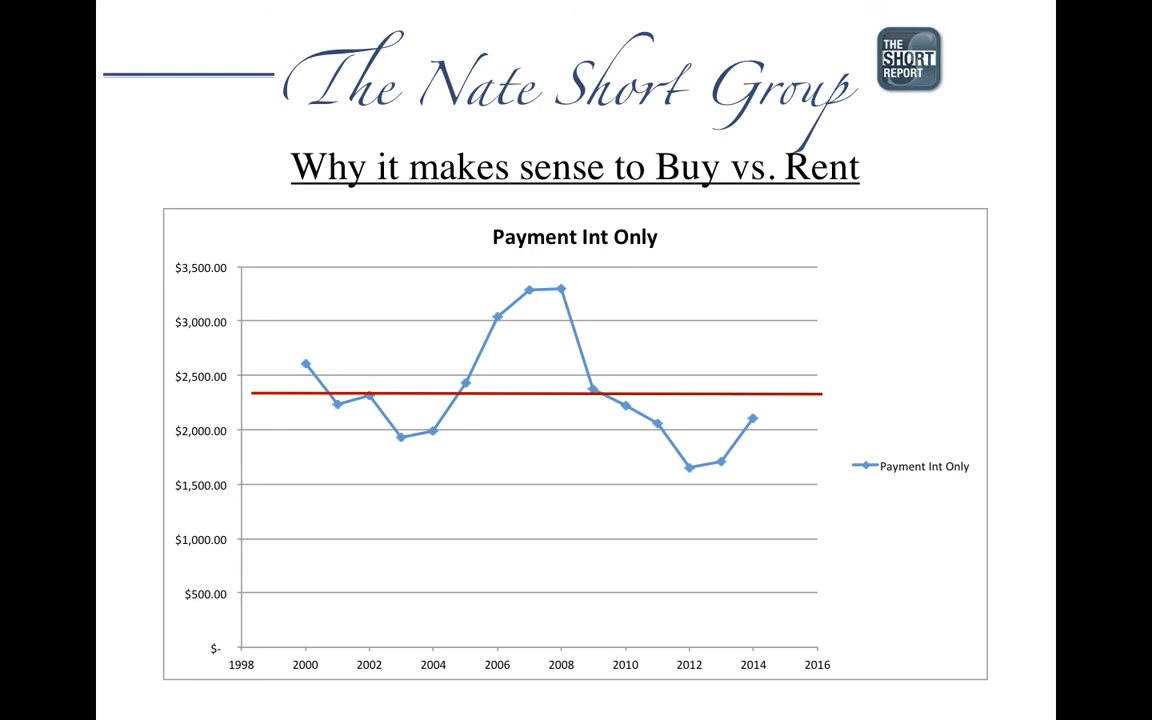 The Nate Short Group
THE
SHORT
REPORT
Why it makes sense to Buy vs. Rent
Payment Int Only
$3,500.00
$3,000.00
$2,500.00
$2,000.00
$1,500.00
$1,000.00
$500.00
$-
1998 2000 2002 2004 2006 2008 2010 2012 2014 2016
Payment Int Only